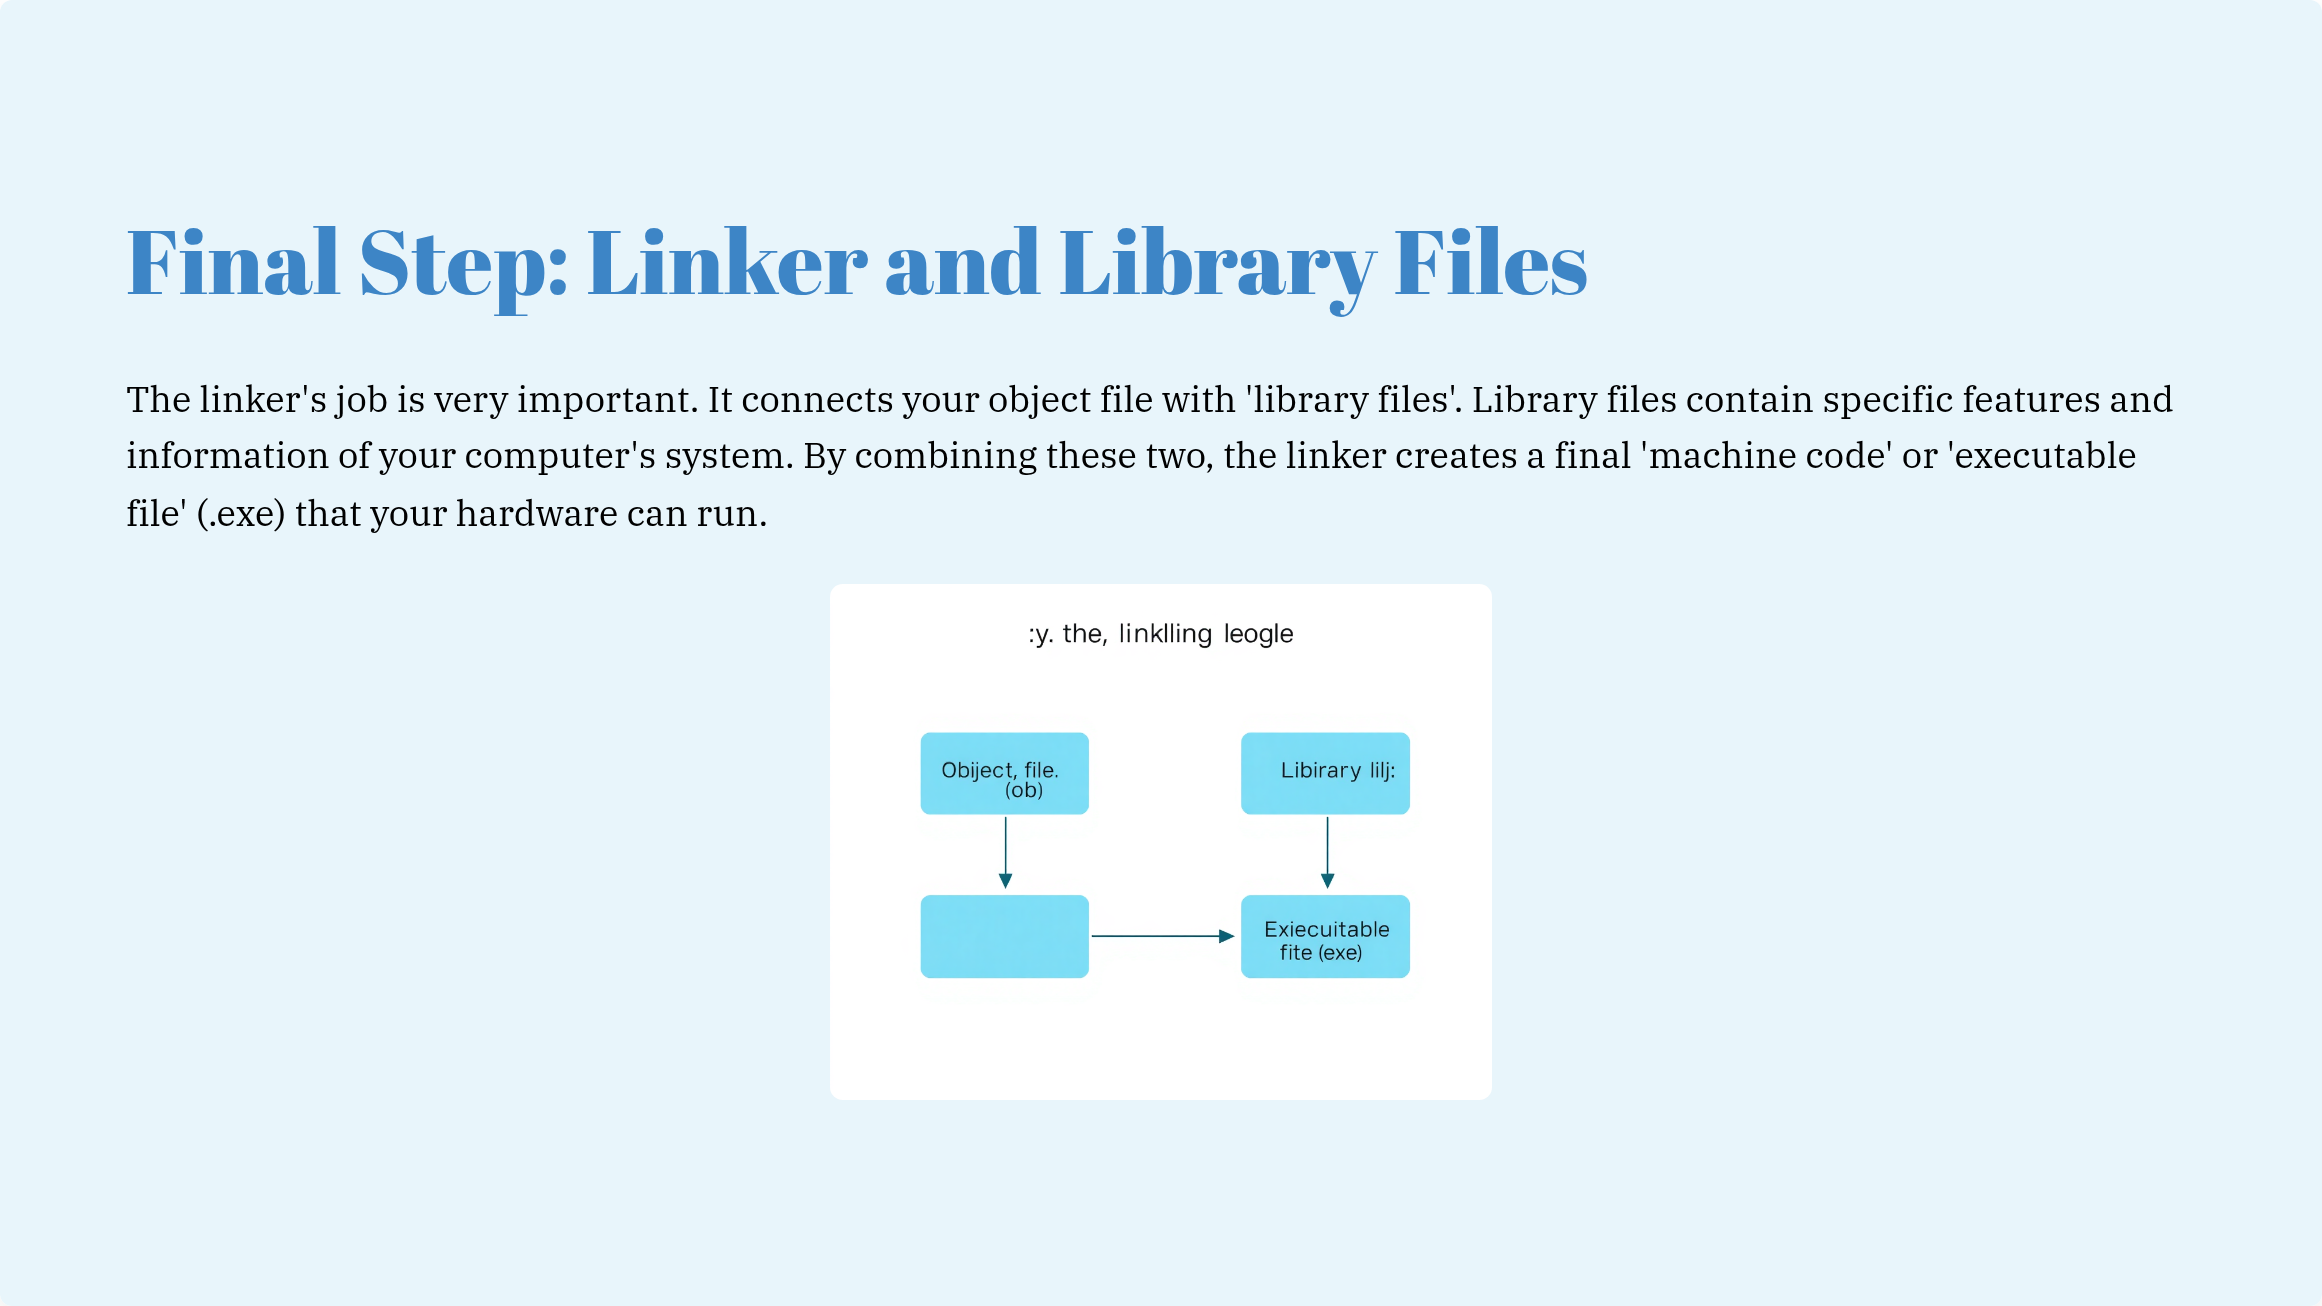 Final Step: Linker and Library Files
The linker's job is very important. It connects your object file with 'library files'. Library files contain specific features and
information of your computer's system. By combining these two, the linker creates a final 'machine code' or 'executable
file' (.exe) that your hardware can run.
:y. the, linklling leogle
Obiject, file.
(ob)
Libirary lilj:
Exiecuitable
fite (exe)